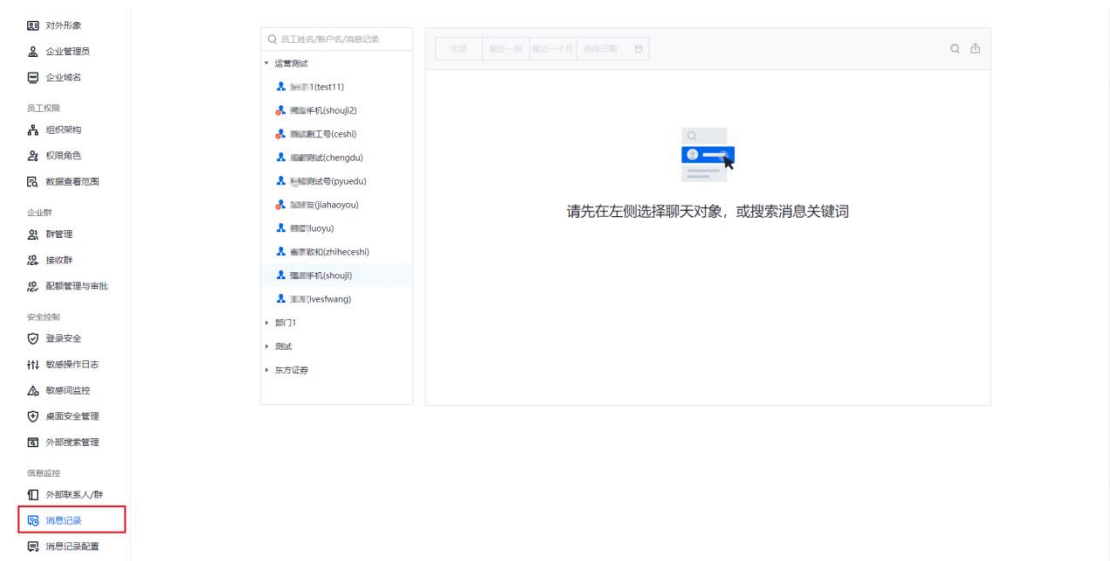 对外形象
企业管理员
企业域名
员工权限
组织架构
权限角色
数据查看范围
企业群
群管理
接收群
配额管理与审批
安全控制
登录安全
敏感操作日志
敏感词监控
桌面安全管理
外部搜索管理
信息监控
外部联系人/群
消息记录
消息记录配置
员工姓名/账户名/消息记录
运营测试
1(test11)
手机(shouji2)
工号(ceshi)
测试(chengdu)
测试号(pyuedu)
(jiahaoyou)
(luoyu)
致和(zhiheceshi)
手机(shouji)
(ivesfwang)
部门1
测试
东方证券
全部 最近一周 最近一个月 选择日期
请先在左侧选择聊天对象，或搜索消息关键词